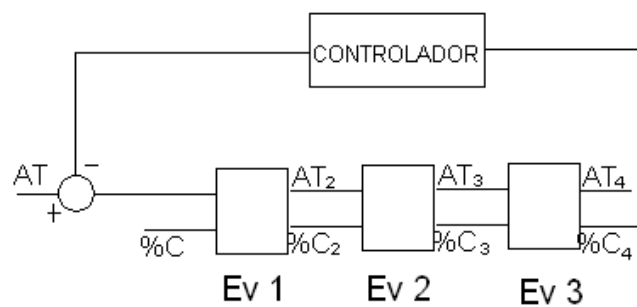 CONTROLADOR
AT
−
+
AT₂
AT₃
AT₄
%C
%C₂
%C₃
%C₄
Ev 1
Ev 2
Ev 3